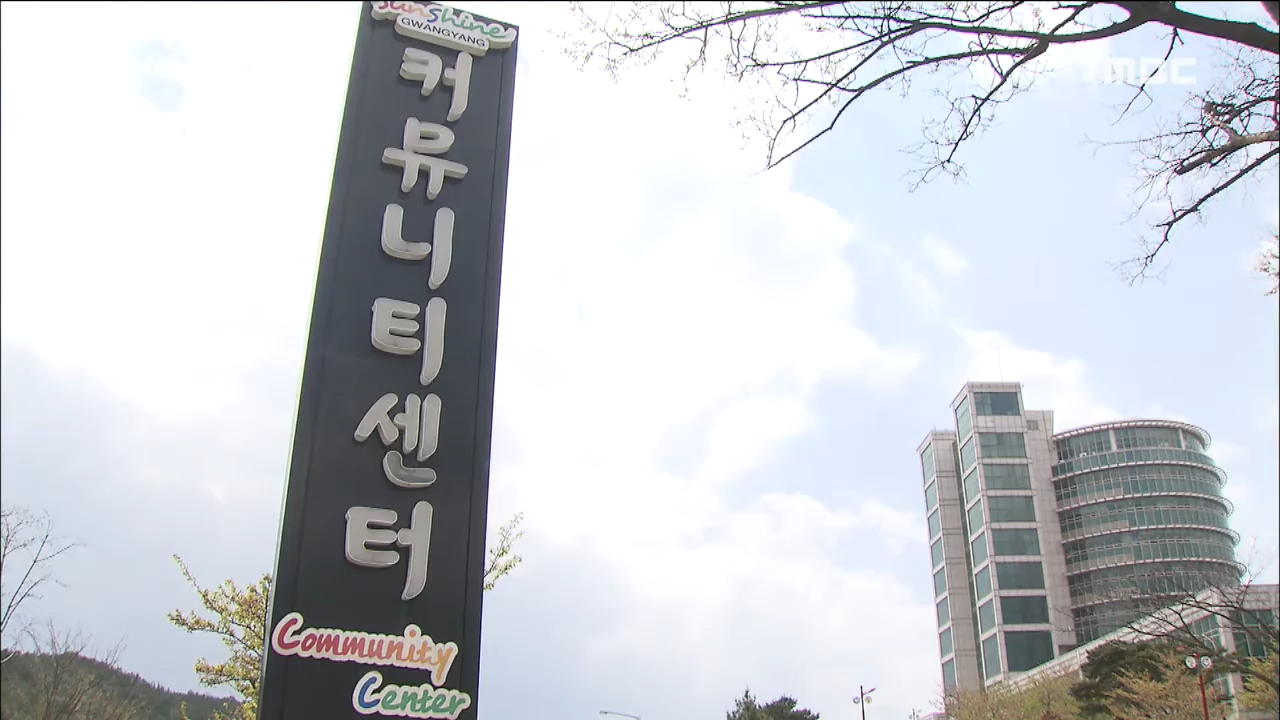 SunShine
GWANGYANG
커뮤니티센터
Community
Center
MBC